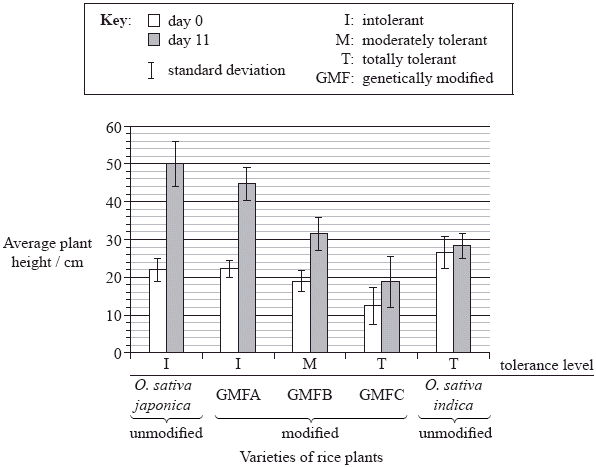 Key: day 0 I: intolerant
day 11 M: moderately tolerant
T: totally tolerant
standard deviation GMF: genetically modified
60
50
40
30
20
10
0
Average plant
height / cm
I I M T T tolerance level
O. sativa japonica GMFA GMFB GMFC O. sativa indica
unmodified modified unmodified
Varieties of rice plants